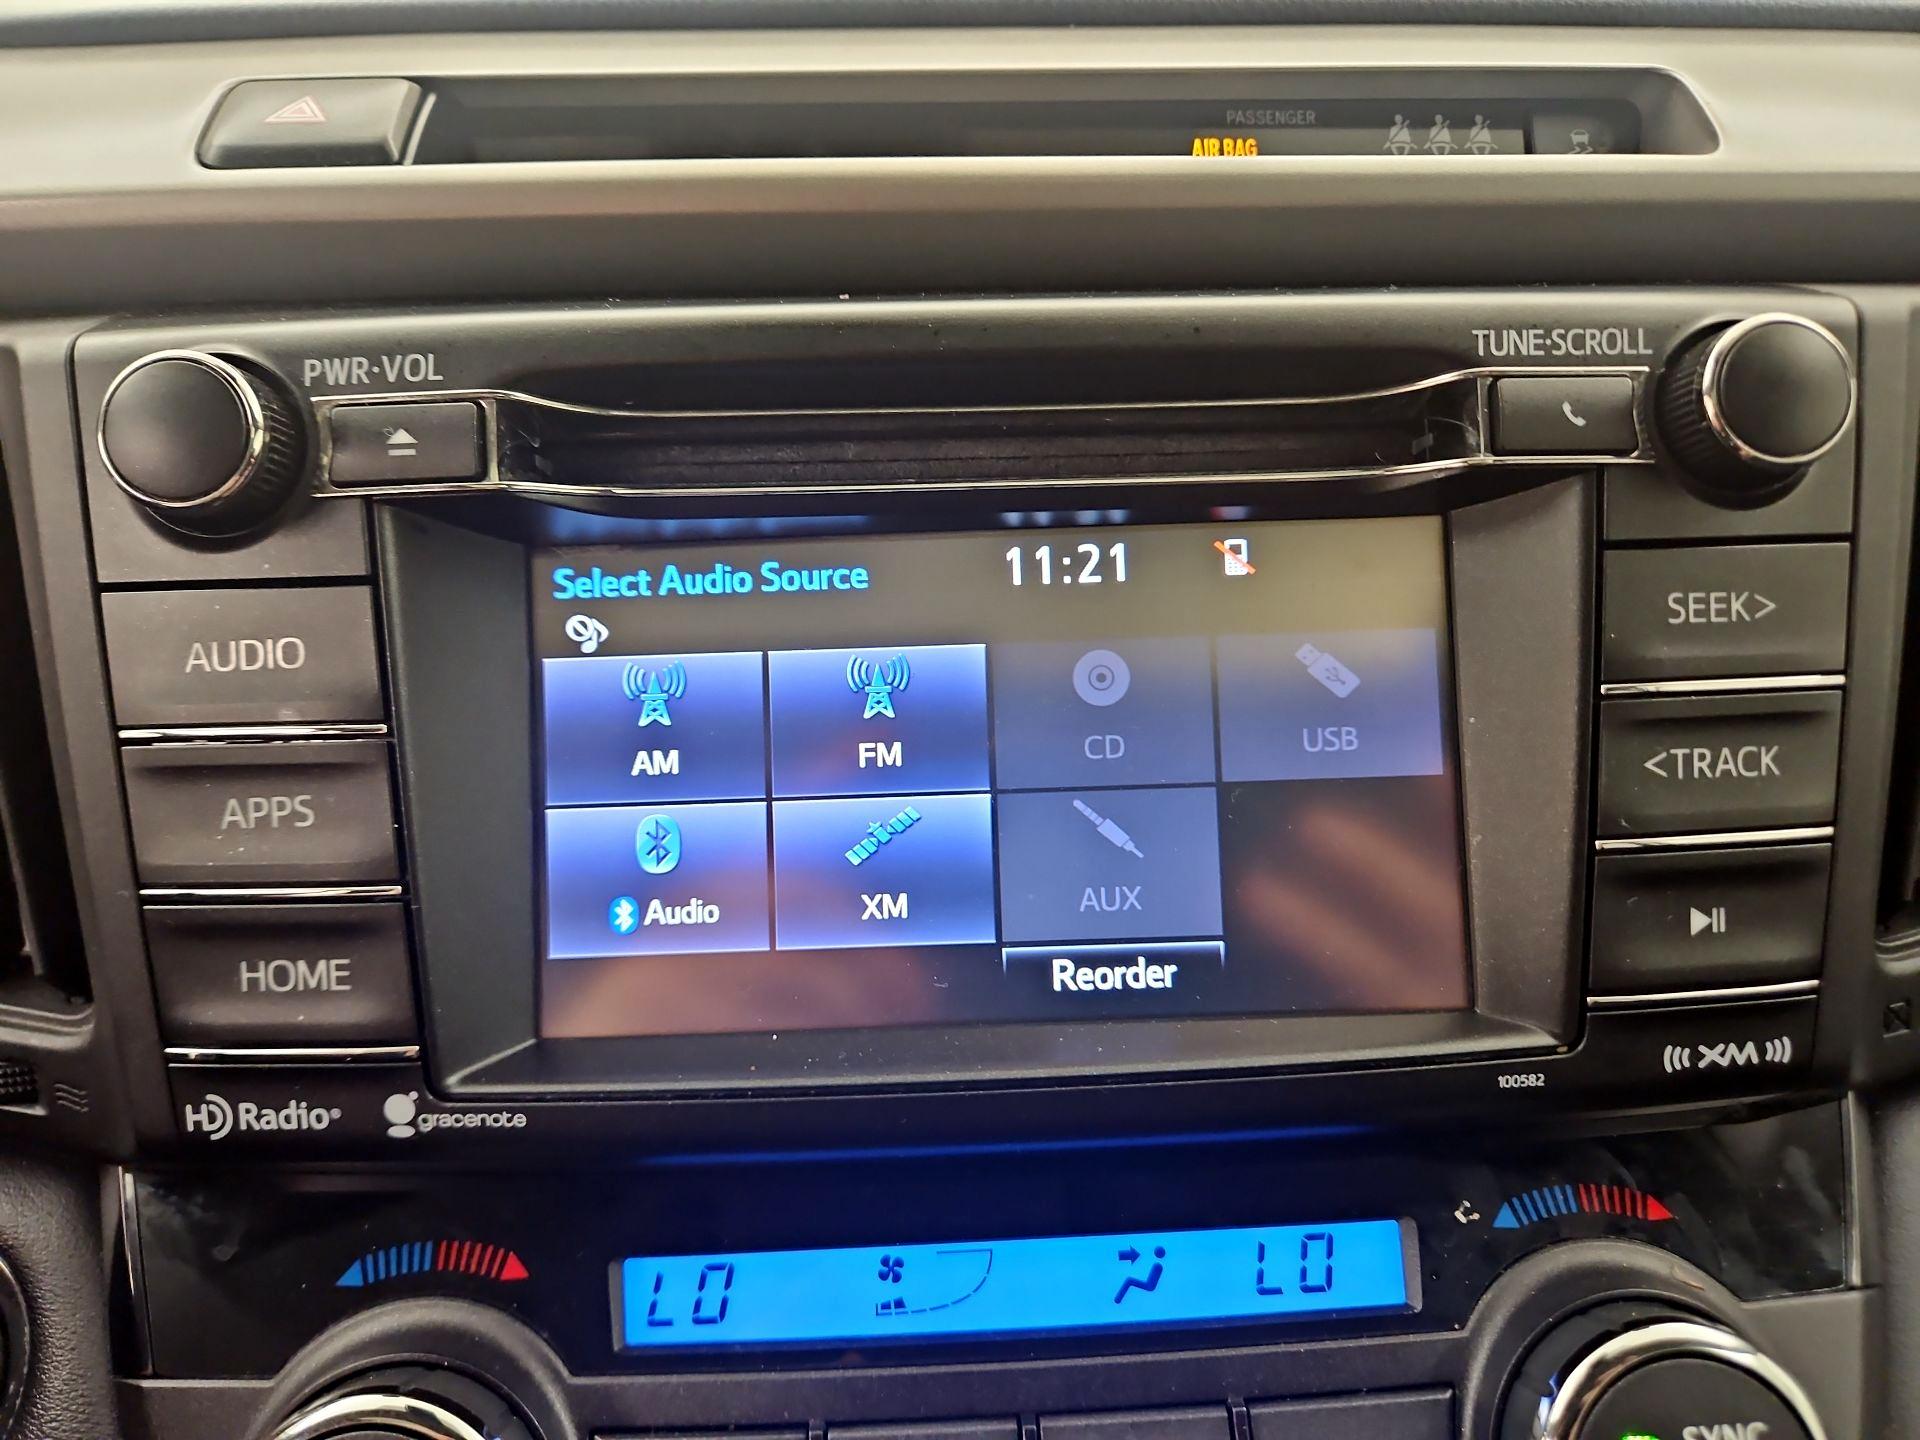 PASSENGER
AIR BAG
PWR·VOL
TUNE·SCROLL
Select Audio Source
11:21
AUDIO
SEEK>
AM
FM
CD
USB
APPS
<TRACK
Audio
XM
AUX
HOME
Reorder
HD Radio®
gracenote
100582
XM
LO
LO
SYNC